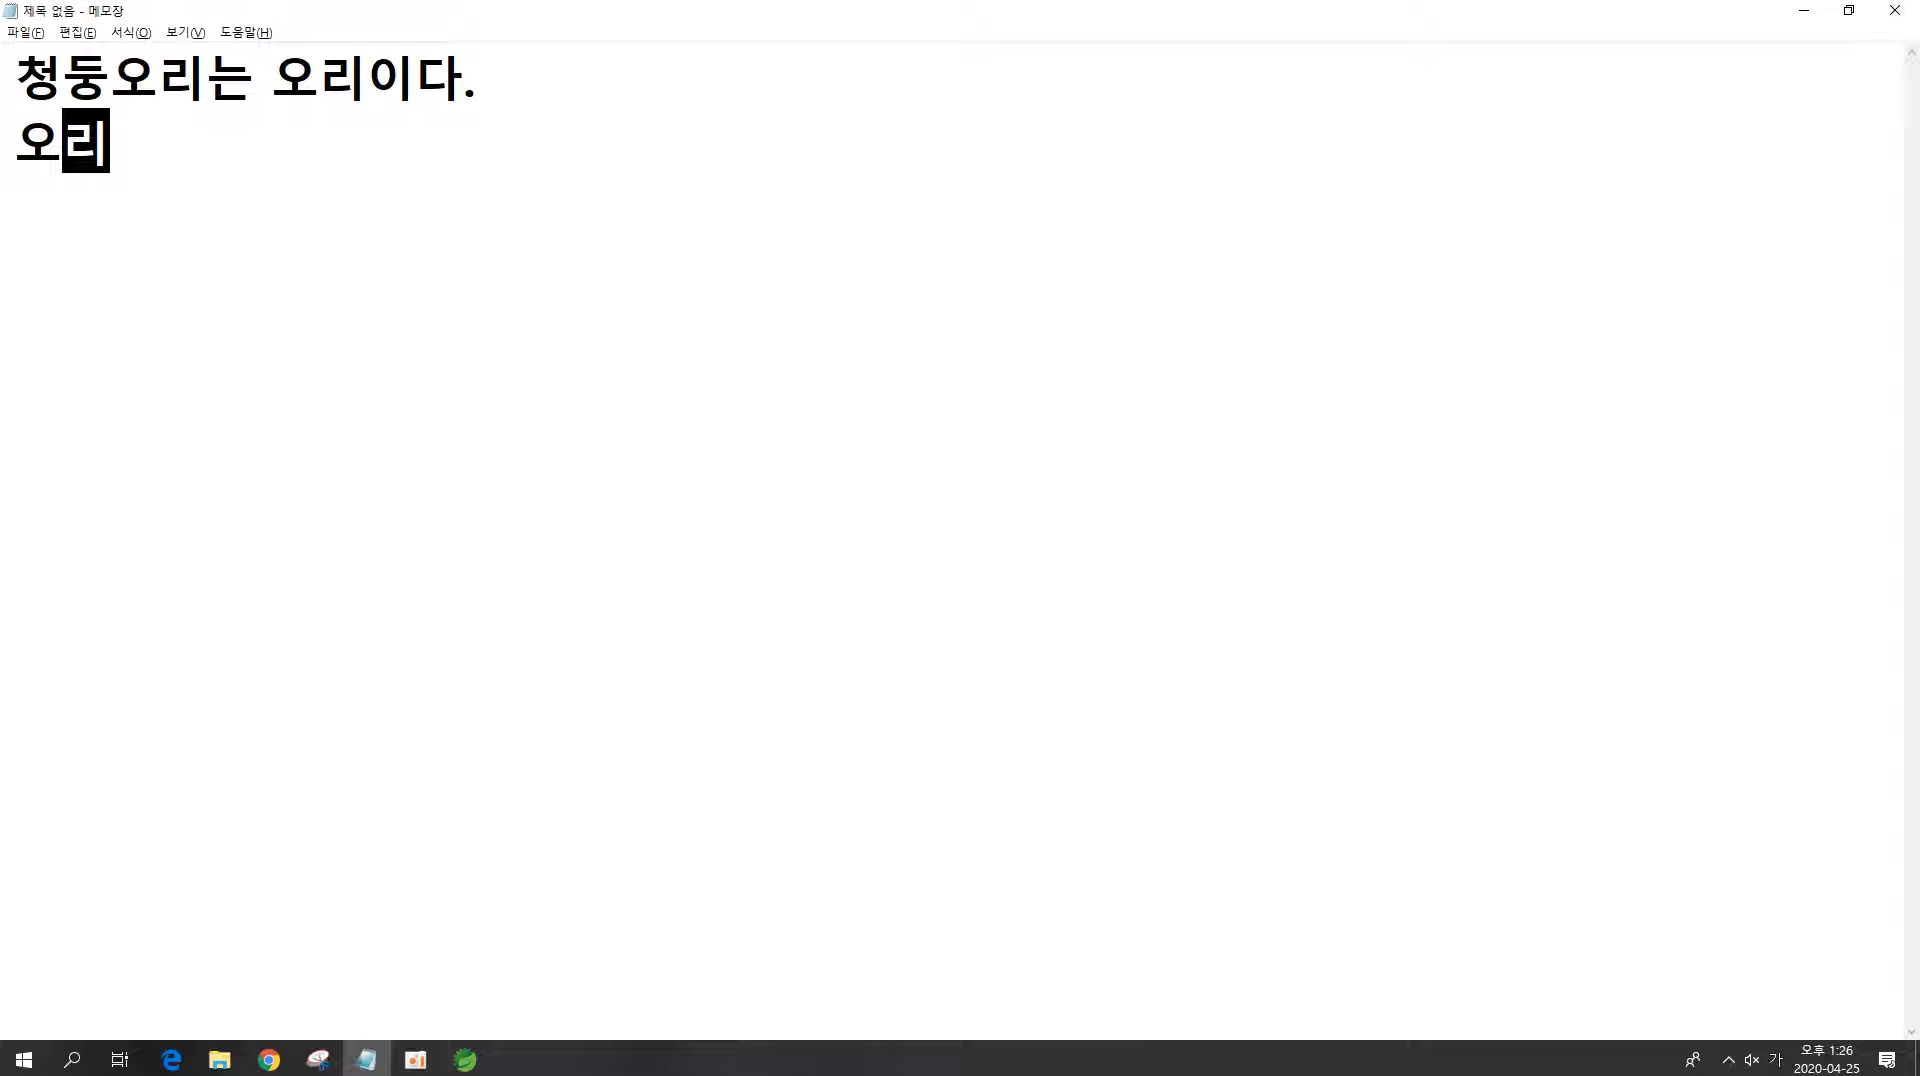 제목 없음 - 메모장
파일(F) 편집(E) 서식(O) 보기(V) 도움말(H)
청둥오리는 오리이다.
오리
가
오후 1:26
2020-04-25